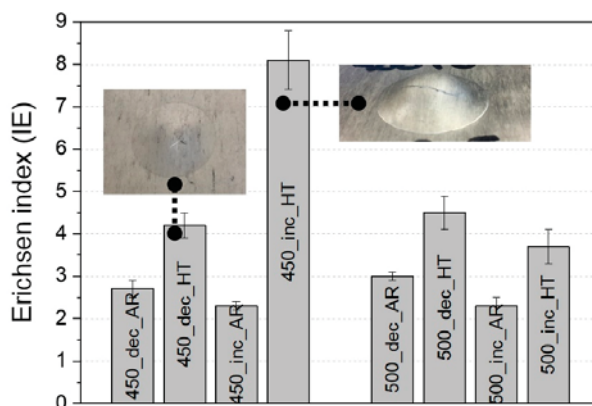 Erichsen index (IE)
9
8
7
6
5
4
3
2
1
0
450_dec_AR
450_dec_HT
450_inc_AR
450_inc_HT
500_dec_AR
500_dec_HT
500_inc_AR
500_inc_HT